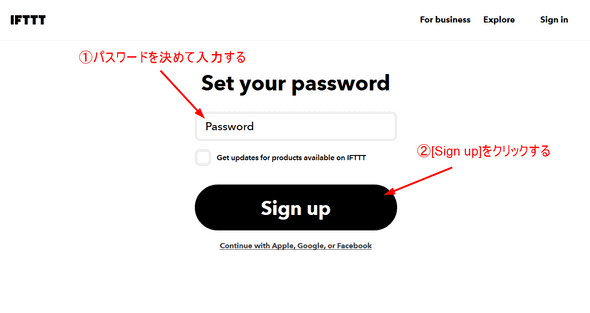 IFTTT
For business Explore Sign in
①パスワードを決めて入力する
Set your password
Password
Get updates for products available on IFTTT
②[Sign up]をクリックする
Sign up
Continue with Apple, Google, or Facebook